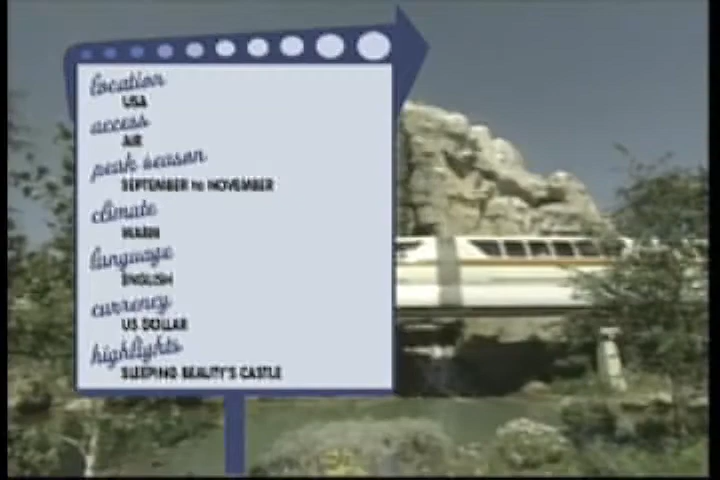 location
USA
access
AIR
peak season
SEPTEMBER to NOVEMBER
climate
WARM
language
ENGLISH
currency
US DOLLAR
highlights
SLEEPING BEAUTY'S CASTLE